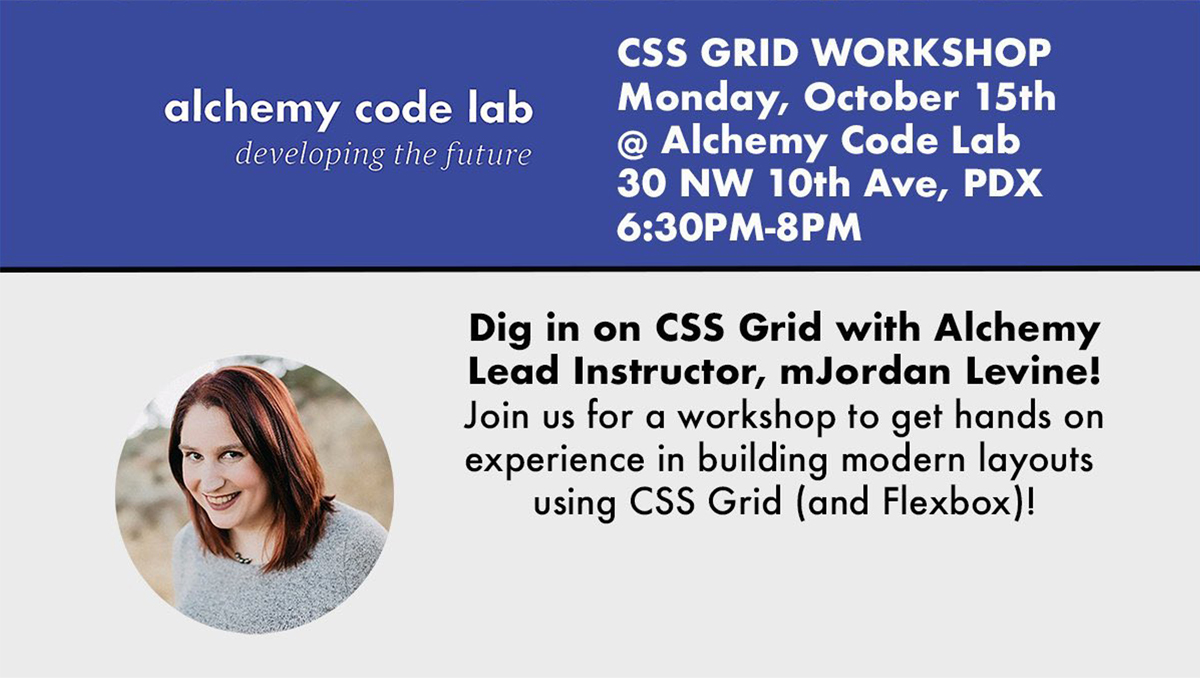 alchemy code lab
developing the future
CSS GRID WORKSHOP
Monday, October 15th
@ Alchemy Code Lab
30 NW 10th Ave, PDX
6:30PM-8PM
Dig in on CSS Grid with Alchemy
Lead Instructor, mJordan Levine!
Join us for a workshop to get hands on
experience in building modern layouts
using CSS Grid (and Flexbox)!